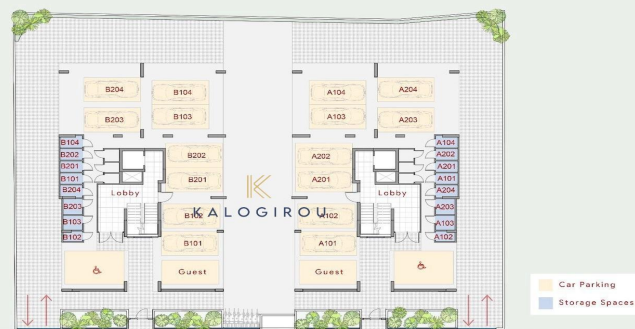 B204 B104 A104 A204
B203 B103 A103 A203
B104 B202 A202 A104
B202 A202
B201 B201 A201 A201
B101 A101
B204 Lobby Lobby A204
B203 A203
KALOGIROU
B102 A102
B103 A103
B102 B101 A101 A102
Guest Guest
Car Parking
Storage Spaces